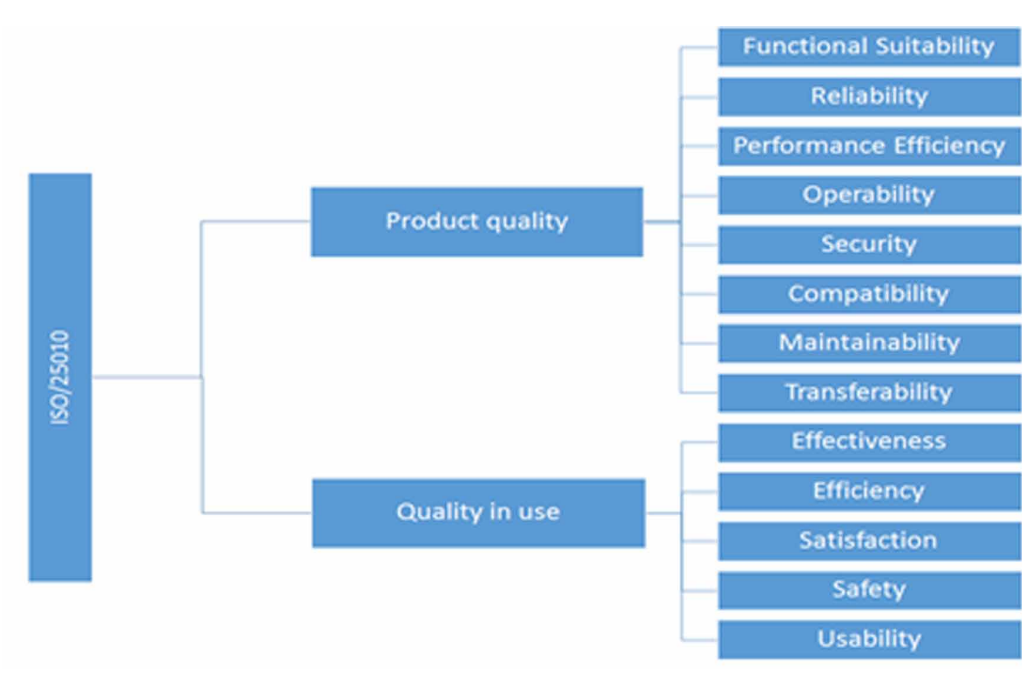 ISO/25010
Product quality
Functional Suitability
Reliability
Performance Efficiency
Operability
Security
Compatibility
Maintainability
Transferability
Quality in use
Effectiveness
Efficiency
Satisfaction
Safety
Usability